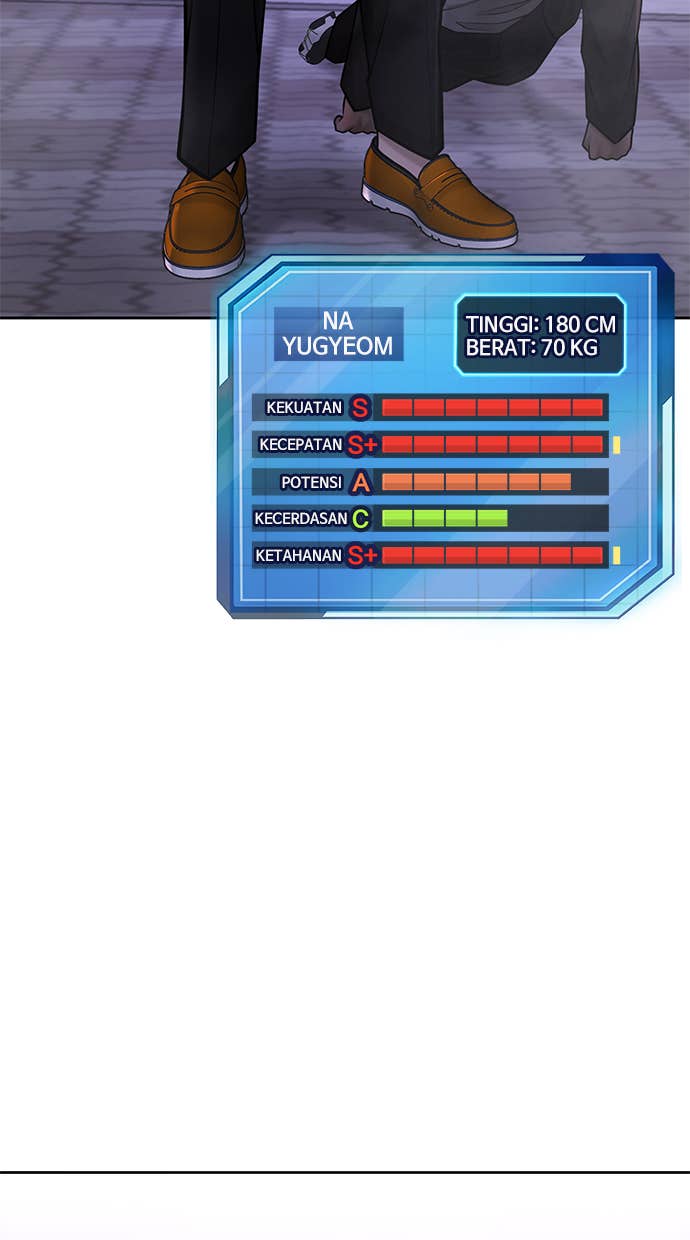 NA
YUGYEOM
TINGGI: 180 CM
BERAT: 70 KG
KEKUATAN S
KECEPATAN S+
POTENSI A
KECERDASAN C
KETAHANAN S+